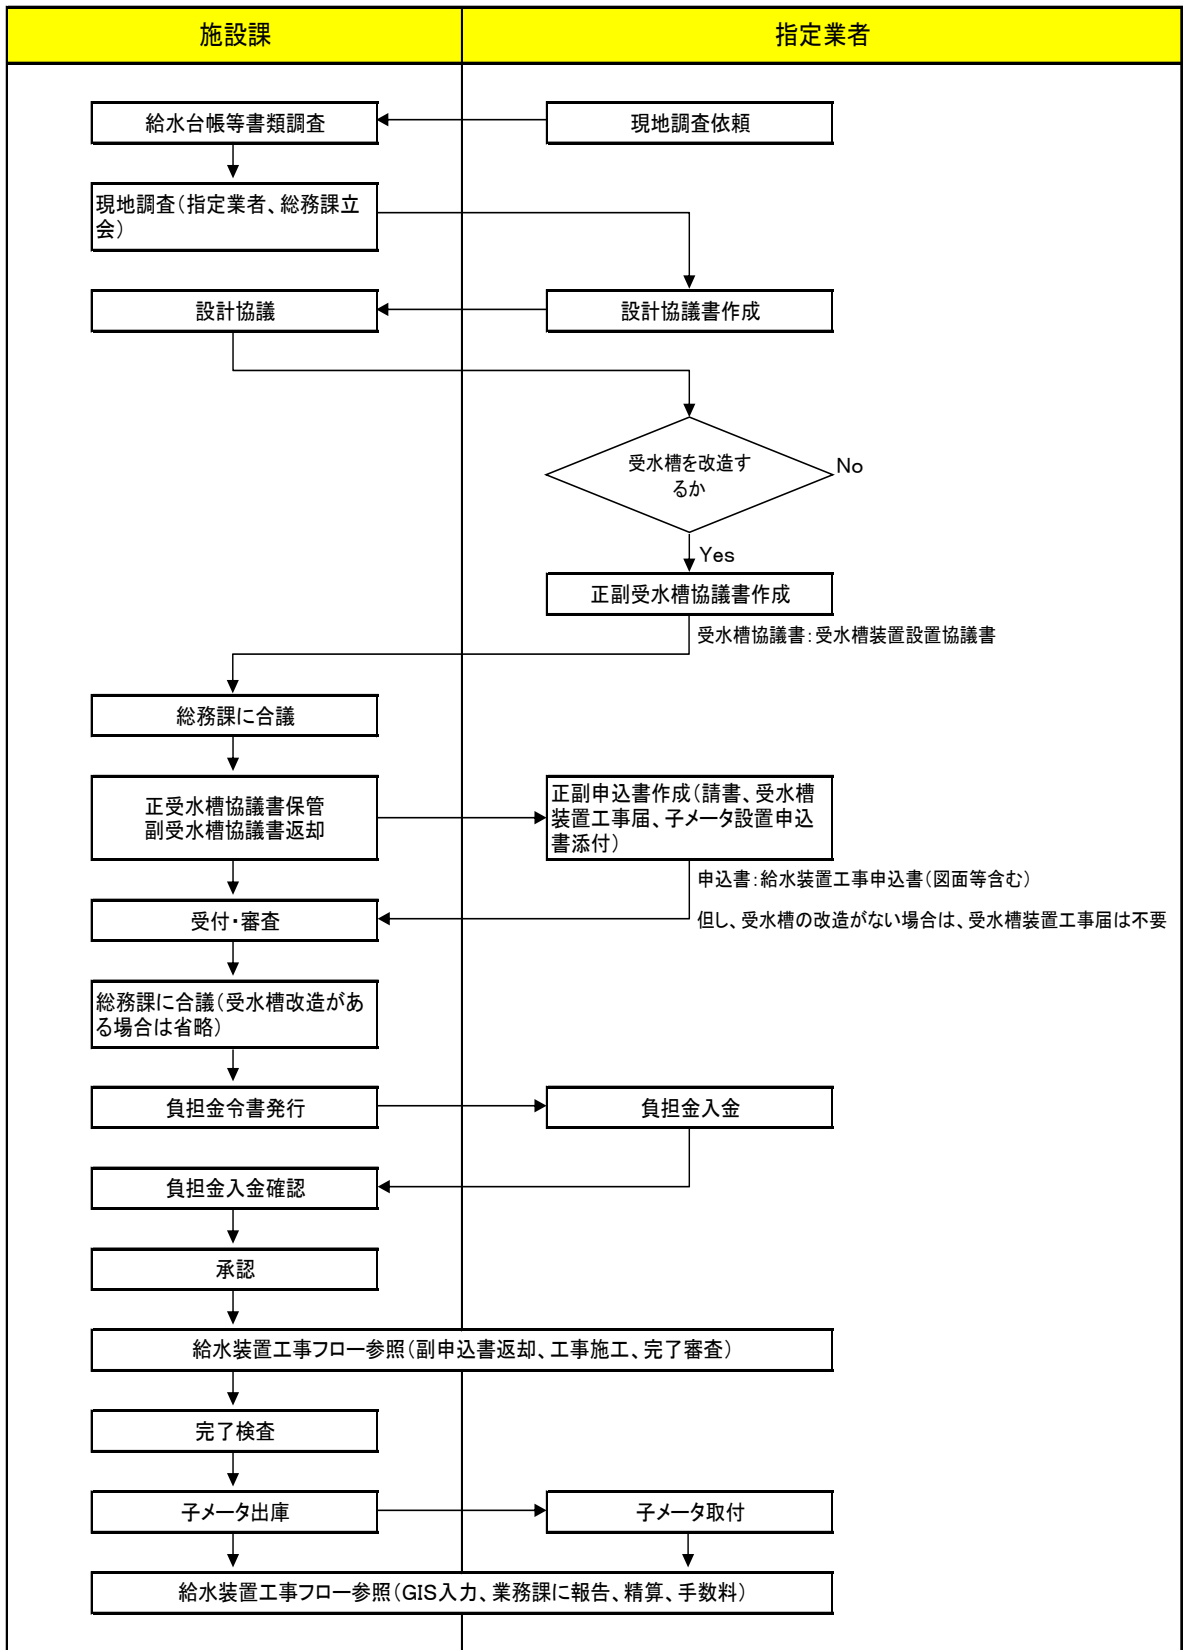 施設課
指定業者
給水台帳等書類調査
現地調査依頼
現地調査（指定業者、総務課立
会）
設計協議
設計協議書作成
受水槽を改造す
るか
No
Yes
正副受水槽協議書作成
受水槽協議書：受水槽装置設置協議書
総務課に合議
正受水槽協議書保管
副受水槽協議書返却
正副申込書作成（請書、受水槽
装置工事届、子メータ設置申込
書添付）
申込書：給水装置工事申込書（図面等含む）
受付・審査
但し、受水槽の改造がない場合は、受水槽装置工事届は不要
総務課に合議（受水槽改造があ
る場合は省略）
負担金令書発行
負担金入金
負担金入金確認
承認
給水装置工事フロー参照（副申込書返却、工事施工、完了審査）
完了検査
子メータ出庫
子メータ取付
給水装置工事フロー参照（GIS入力、業務課に報告、精算、手数料）